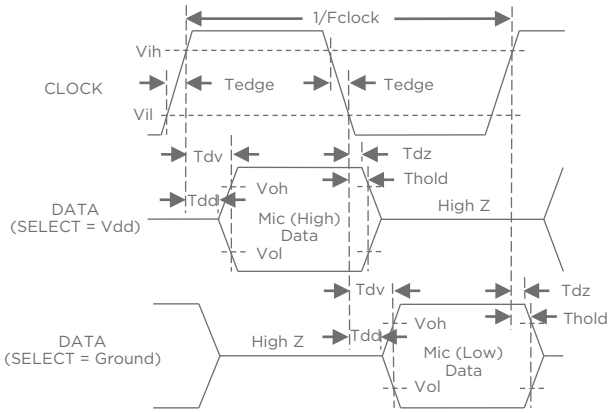 1/Fclock
Vih
CLOCK
Tedge
Tedge
Vil
Tdv
Tdz
Tdd
Voh
Thold
DATA
(SELECT = Vdd)
Mic (High)
Data
High Z
Vol
Tdv
Tdz
Voh
Thold
DATA
(SELECT = Ground)
High Z
Tdd
Mic (Low)
Data
Vol